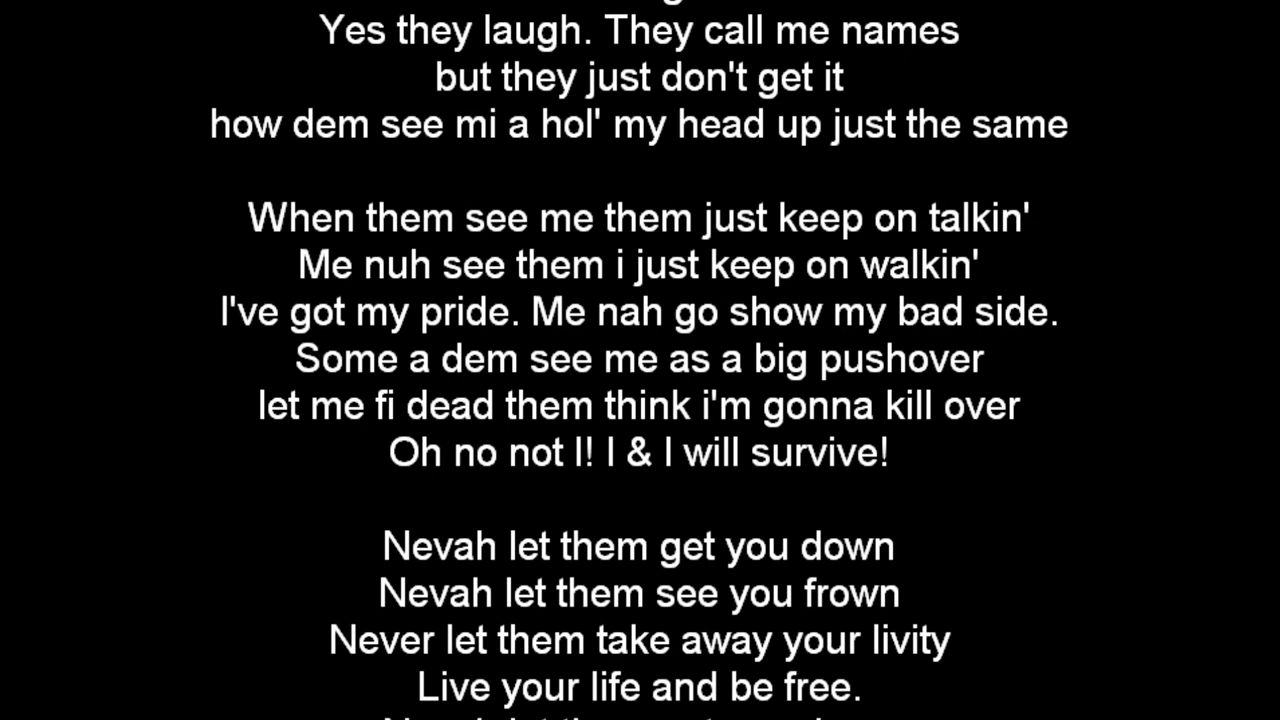 Yes they laugh. They call me names
but they just don't get it
how dem see mi a hol' my head up just the same
When them see me them just keep on talkin'
Me nuh see them i just keep on walkin'
I've got my pride. Me nah go show my bad side.
Some a dem see me as a big pushover
let me fi dead them think i'm gonna kill over
Oh no not I! I & I will survive!
Nevah let them get you down
Nevah let them see you frown
Never let them take away your livity
Live your life and be free.